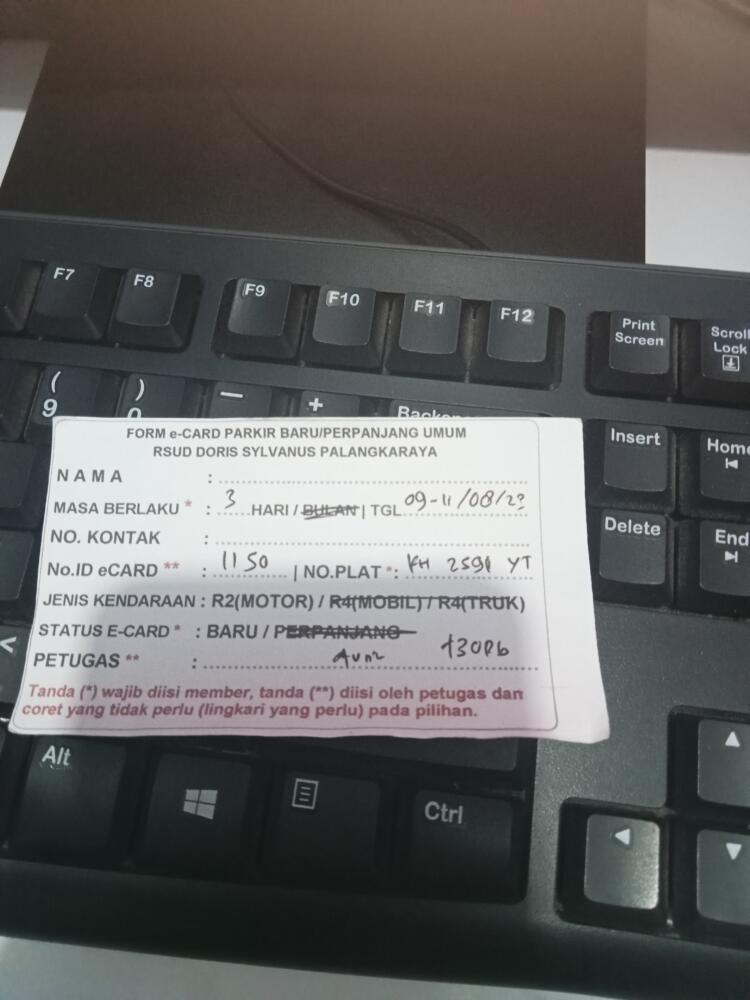 F7 F8 F9 F10 F11 F12 Print Screen Scroll Lock
( ) — +
9 Insert Home
FORM e-CARD PARKIR BARU/PERPANJANG UMUM
RSUD DORIS SYLVANUS PALANGKARAYA
NAMA :
MASA BERLAKU * : 3 HARI / BULAN | TGL 09-11/08/23
NO. KONTAK :
No.ID eCARD ** : 1150 | NO.PLAT *: KH 2591 YT
JENIS KENDARAAN : R2(MOTOR) / R4(MOBIL) / R4(TRUK)
STATUS E-CARD * : BARU / PERPANJANG
PETUGAS ** :
Tanda (*) wajib diisi member, tanda (**) diisi oleh petugas dan
coret yang tidak perlu (lingkari yang perlu) pada pilihan.
Delete End
<
Alt Ctrl